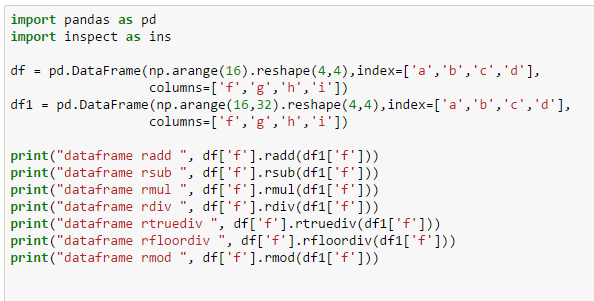 import pandas as pd
import inspect as ins
df = pd.DataFrame(np.arange(16).reshape(4,4),index=['a','b','c','d'],
columns=['f','g','h','i'])
df1 = pd.DataFrame(np.arange(16,32).reshape(4,4),index=['a','b','c','d'],
columns=['f','g','h','i'])
print("dataframe radd ", df['f'].radd(df1['f']))
print("dataframe rsub ", df['f'].rsub(df1['f']))
print("dataframe rmul ", df['f'].rmul(df1['f']))
print("dataframe rdiv ", df['f'].rdiv(df1['f']))
print("dataframe rtruediv ", df['f'].rtruediv(df1['f']))
print("dataframe rfloordiv ", df['f'].rfloordiv(df1['f']))
print("dataframe rmod ", df['f'].rmod(df1['f']))